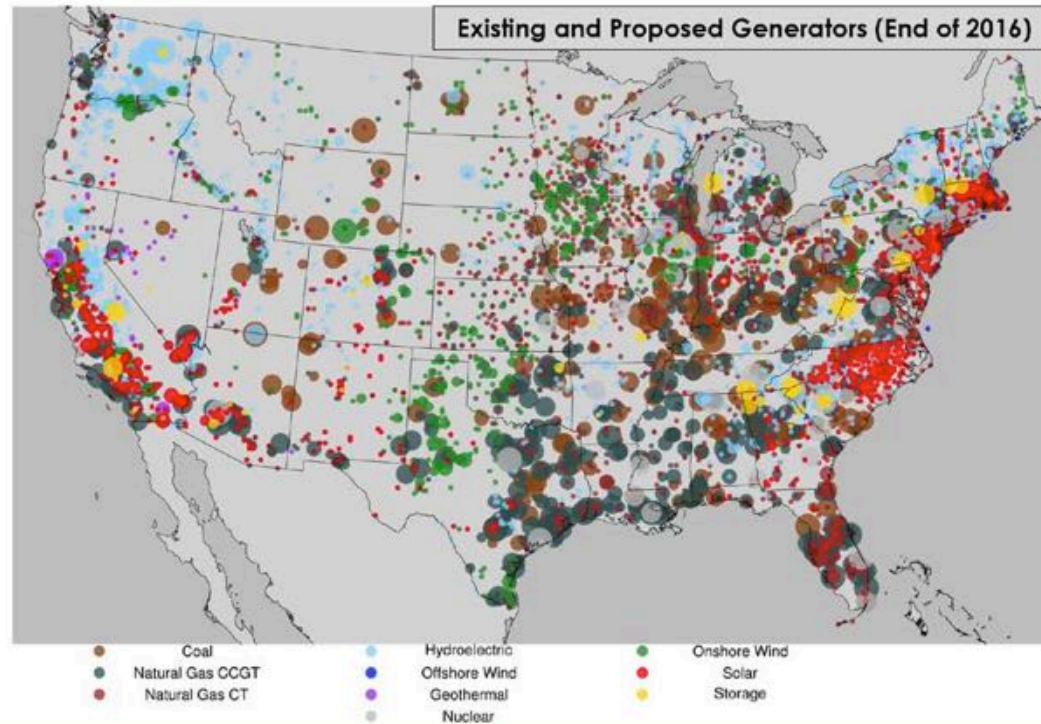 Existing and Proposed Generators (End of 2016)
Coal
Natural Gas CCGT
Natural Gas CT
Hydroelectric
Offshore Wind
Geothermal
Nuclear
Onshore Wind
Solar
Storage